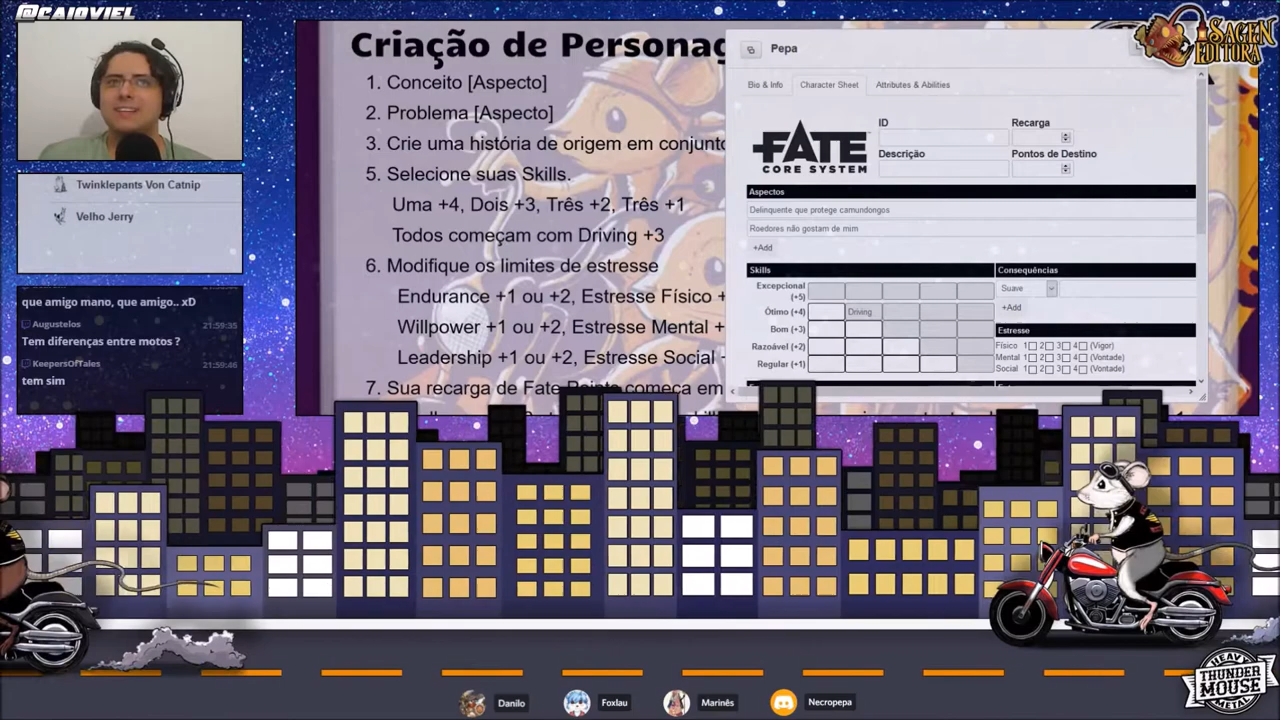 @CAIOVIEL
Twinklepants Von Catnip
Velho Jerry
que amigo mano, que amigo.. xD
Augustelos
21:59:35
Tem diferenças entre motos ?
KeepersOfTales
21:59:46
tem sim
Criação de Personag
1. Conceito [Aspecto]
2. Problema [Aspecto]
3. Crie uma história de origem em conjunto
5. Selecione suas Skills.
Uma +4, Dois +3, Três +2, Três +1
Todos começam com Driving +3
6. Modifique os limites de estresse
Endurance +1 ou +2, Estresse Físico +
Willpower +1 ou +2, Estresse Mental +
Leadership +1 ou +2, Estresse Social
7. Sua recarga de Fate Points começa em
Pepa
Bio & Info
Character Sheet
Attributes & Abilities
FATE
CORE SYSTEM
ID
Recarga
Descrição
Pontos de Destino
Aspectos
Delinquente que protege camundongos
Roedores não gostam de mim
+Add
Skills
Excepcional
(+5)
Ótimo (+4)
Driving
Bom (+3)
Razoável (+2)
Regular (+1)
Consequências
Suave
+Add
Estresse
Físico 1 2 3 4 (Vigor)
Mental 1 2 3 4 (Vontade)
Social 1 2 3 4 (Vontade)
SAGEN
EDITORA
HEAVY
THUNDER
MOUSE
METAL
Danilo
Foxlau
Marinês
Necropepa